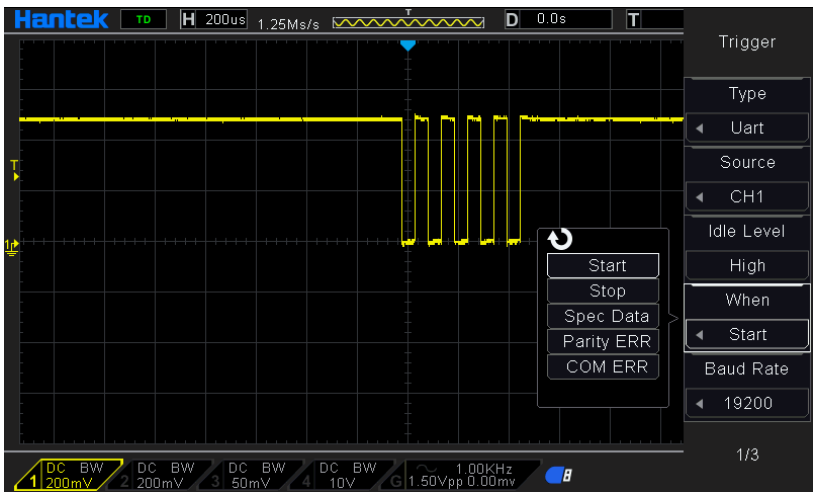 Hantek TD H 200us 1.25Ms/s T D 0.0s T
Trigger
Type
Uart
Source
CH1
Idle Level
High
When
Start
Baud Rate
19200
1/3
T
1
Start
Stop
Spec Data
Parity ERR
COM ERR
DC BW DC BW DC BW DC BW 1.00KHz
1 200mV 2 200mV 3 50mV 4 10V G 1.50Vpp 0.00mv